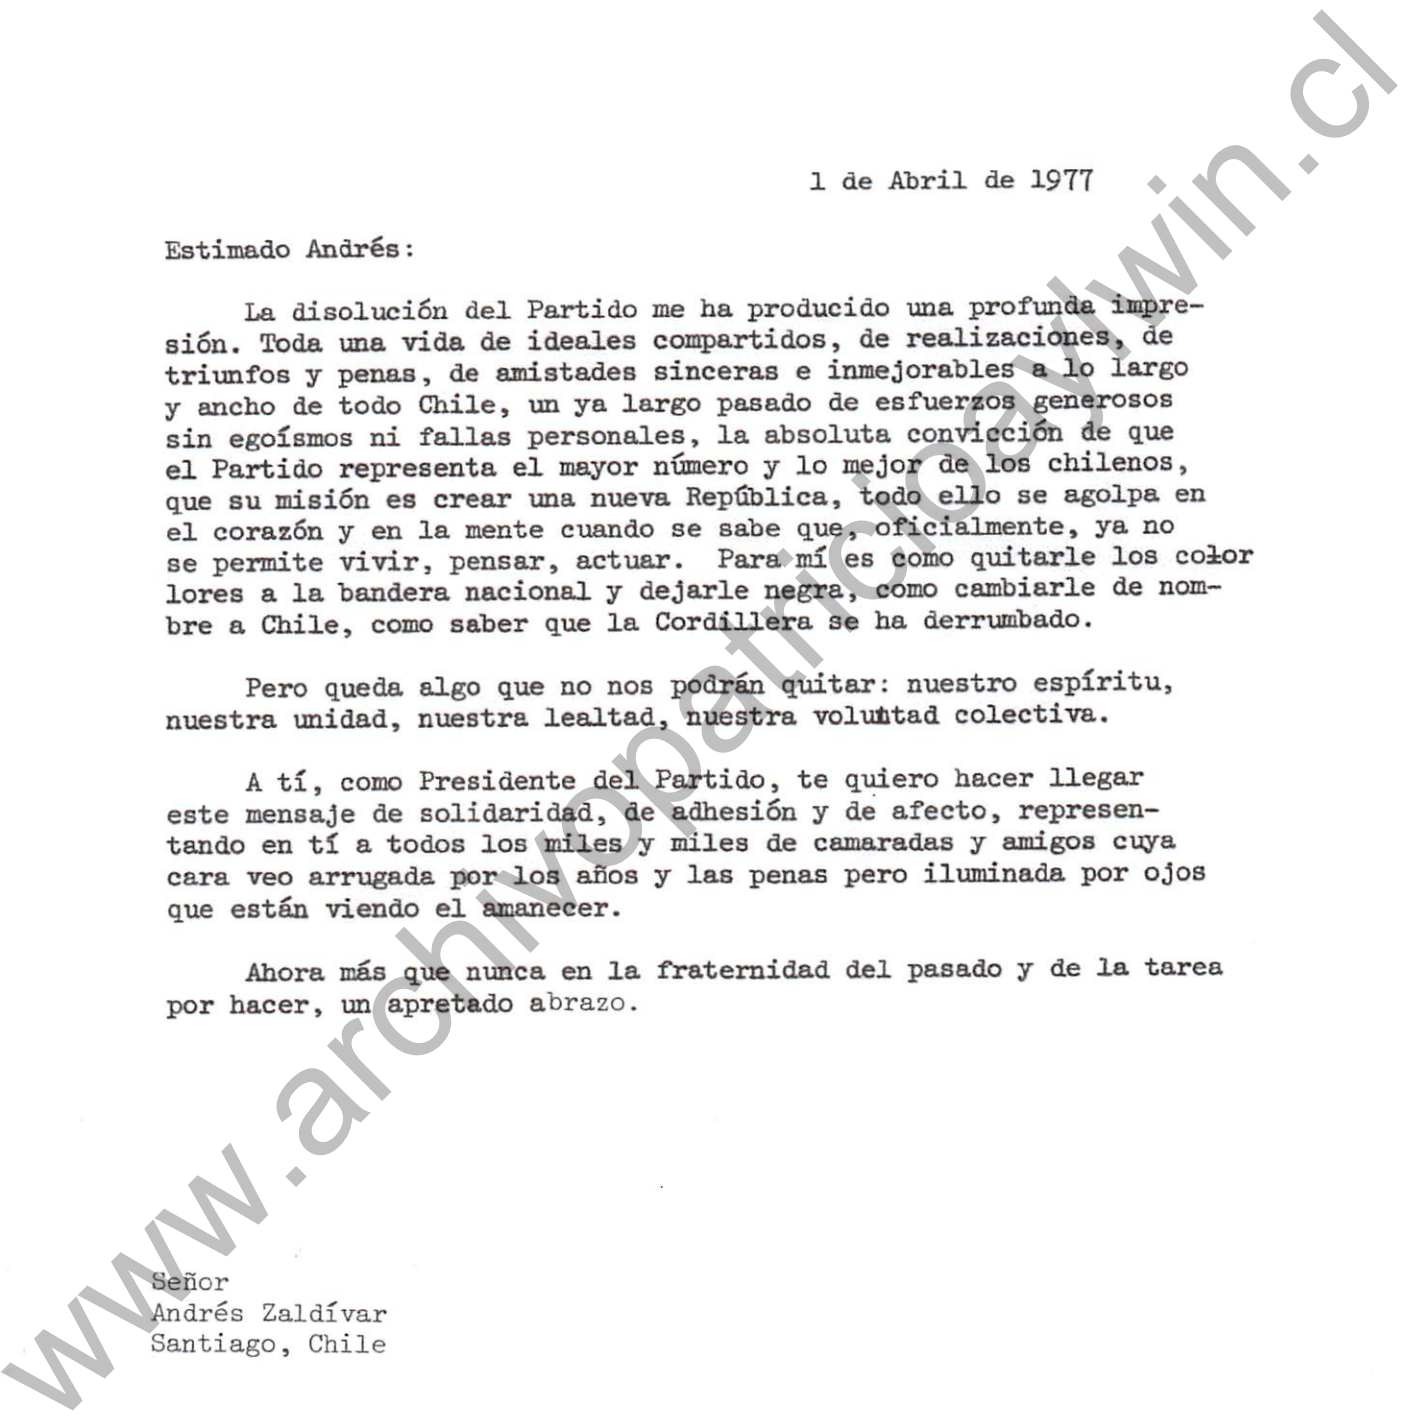 1 de Abril de 1977
Estimado Andrés:
La disolución del Partido me ha producido una profunda impre-
sión. Toda una vida de ideales compartidos, de realizaciones, de
triunfos y penas, de amistades sinceras e inmejorables a lo largo
y ancho de todo Chile, un ya largo pasado de esfuerzos generosos
sin egoísmos ni fallas personales, la absoluta convicción de que
el Partido representa el mayor número y lo mejor de los chilenos,
que su misión es crear una nueva República, todo ello se agolpa en
el corazón y en la mente cuando se sabe que, oficialmente, ya no
se permite vivir, pensar, actuar. Para mí es como quitarle los color
lores a la bandera nacional y dejarle negra, como cambiarle de nom-
bre a Chile, como saber que la Cordillera se ha derrumbado.
Pero queda algo que no nos podrán quitar: nuestro espíritu,
nuestra unidad, nuestra lealtad, nuestra voluntad colectiva.
A tí, como Presidente del Partido, te quiero hacer llegar
este mensaje de solidaridad, de adhesión y de afecto, represen-
tando en tí a todos los miles y miles de camaradas y amigos cuya
cara veo arrugada por los años y las penas pero iluminada por ojos
que están viendo el amanecer.
Ahora más que nunca en la fraternidad del pasado y de la tarea
por hacer, un apretado abrazo.
Señor
Andrés Zaldívar
Santiago, Chile
www.archivopatricioaylwin.cl